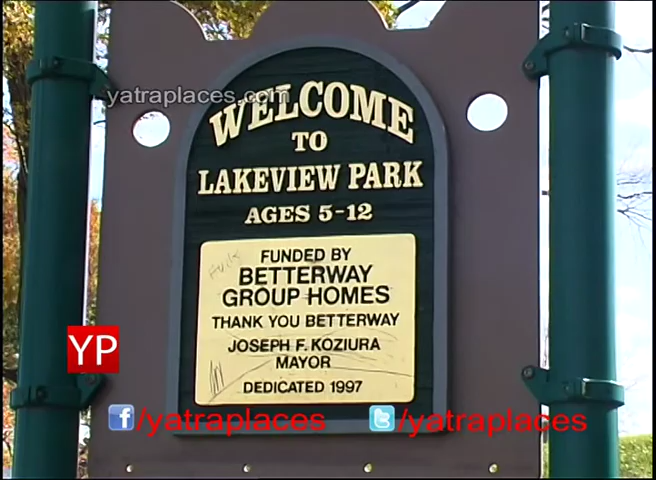 yatraplaces.com
WELCOME
TO
LAKEVIEW PARK
AGES 5-12
FUNDED BY
BETTERWAY
GROUP HOMES
THANK YOU BETTERWAY
JOSEPH F. KOZIURA
MAYOR
DEDICATED 1997
YP
f/yatraplaces t/yatraplaces